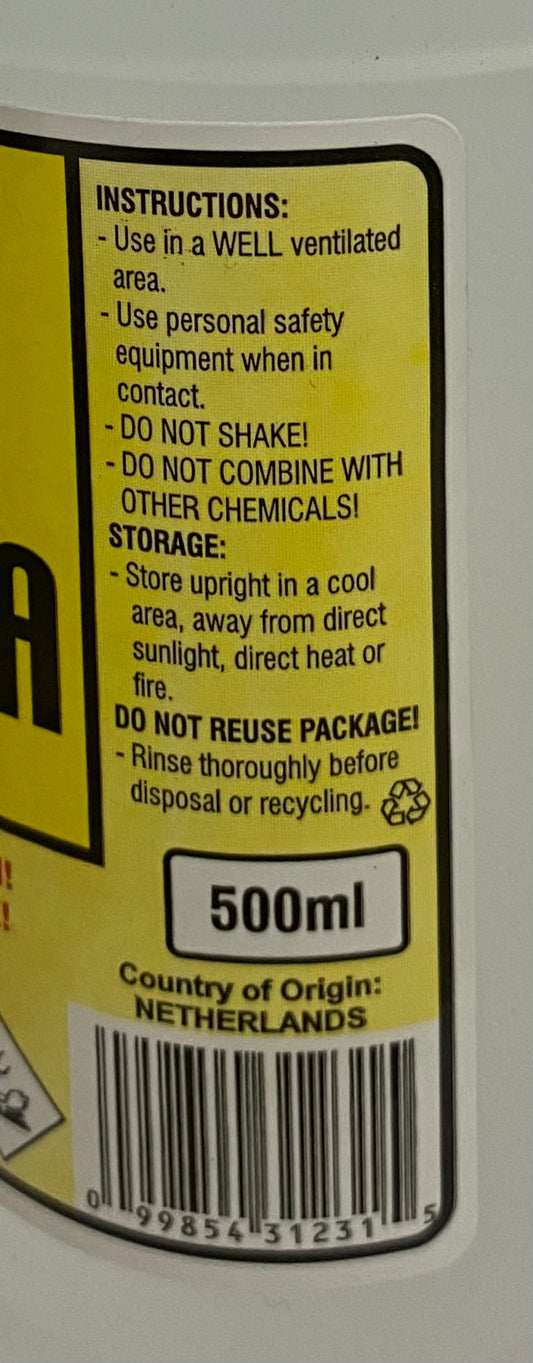 INSTRUCTIONS:
- Use in a WELL ventilated
area.
- Use personal safety
equipment when in
contact.
- DO NOT SHAKE!
- DO NOT COMBINE WITH
OTHER CHEMICALS!
STORAGE:
- Store upright in a cool
area, away from direct
sunlight, direct heat or
fire.
DO NOT REUSE PACKAGE!
- Rinse thoroughly before
disposal or recycling.
500ml
Country of Origin:
NETHERLANDS
0 99854 31231 5
A
!
!